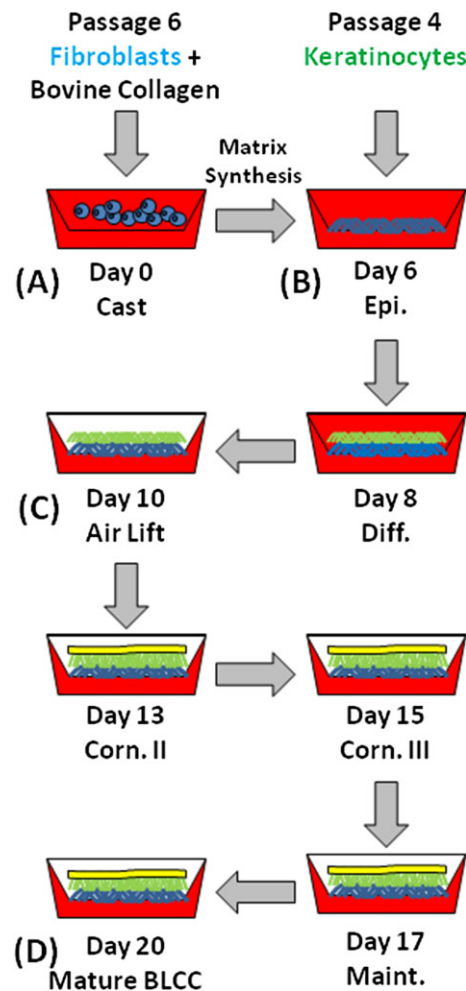 Passage 6
Fibroblasts +
Bovine Collagen
Passage 4
Keratinocytes
Matrix
Synthesis
(A)
Day 0
Cast
(B)
Day 6
Epi.
Day 8
Diff.
(C)
Day 10
Air Lift
Day 13
Corn. II
Day 15
Corn. III
Day 17
Maint.
(D)
Day 20
Mature BLCC